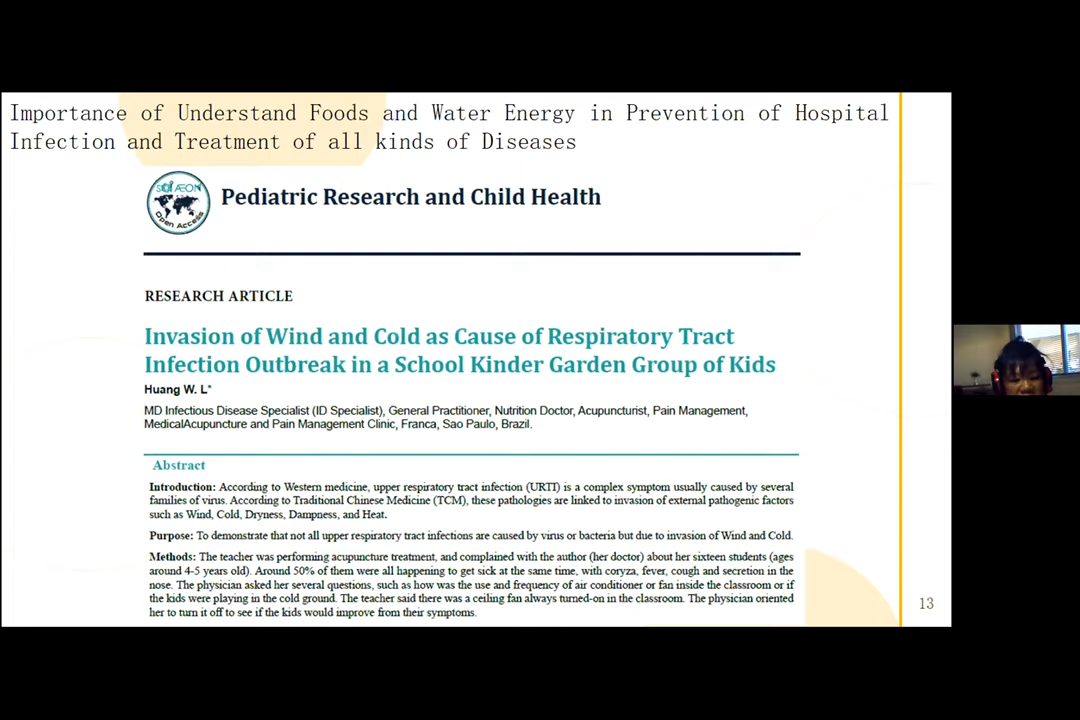 Importance of Understand Foods and Water Energy in Prevention of Hospital
Infection and Treatment of all kinds of Diseases
SCI ÆON
Open Access
Pediatric Research and Child Health
RESEARCH ARTICLE
Invasion of Wind and Cold as Cause of Respiratory Tract
Infection Outbreak in a School Kinder Garden Group of Kids
Huang W. L*
MD Infectious Disease Specialist (ID Specialist), General Practitioner, Nutrition Doctor, Acupuncturist, Pain Management,
MedicalAcupuncture and Pain Management Clinic, Franca, Sao Paulo, Brazil.
Abstract
Introduction: According to Western medicine, upper respiratory tract infection (URTI) is a complex symptom usually caused by several
families of virus. According to Traditional Chinese Medicine (TCM), these pathologies are linked to invasion of external pathogenic factors
such as Wind, Cold, Dryness, Dampness, and Heat.
Purpose: To demonstrate that not all upper respiratory tract infections are caused by virus or bacteria but due to invasion of Wind and Cold.
Methods: The teacher was performing acupuncture treatment, and complained with the author (her doctor) about her sixteen students (ages
around 4-5 years old). Around 50% of them were all happening to get sick at the same time, with coryza, fever, cough and secretion in the
nose. The physician asked her several questions, such as how was the use and frequency of air conditioner or fan inside the classroom or if
the kids were playing in the cold ground. The teacher said there was a ceiling fan always turned-on in the classroom. The physician oriented
her to turn it off to see if the kids would improve from their symptoms.
13